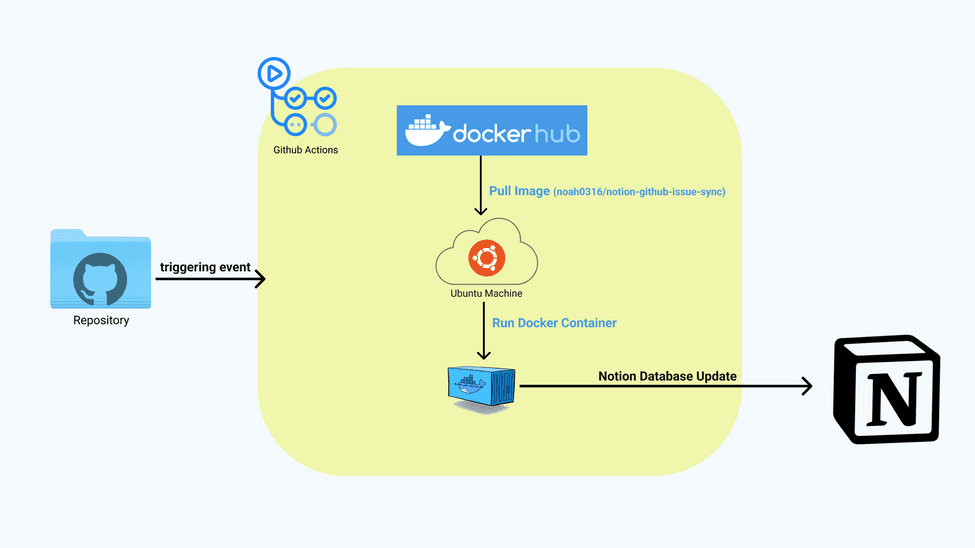 Github Actions
docker hub
Pull Image (noah0316/notion-github-issue-sync)
triggering event
Repository
Ubuntu Machine
Run Docker Container
Notion Database Update
N